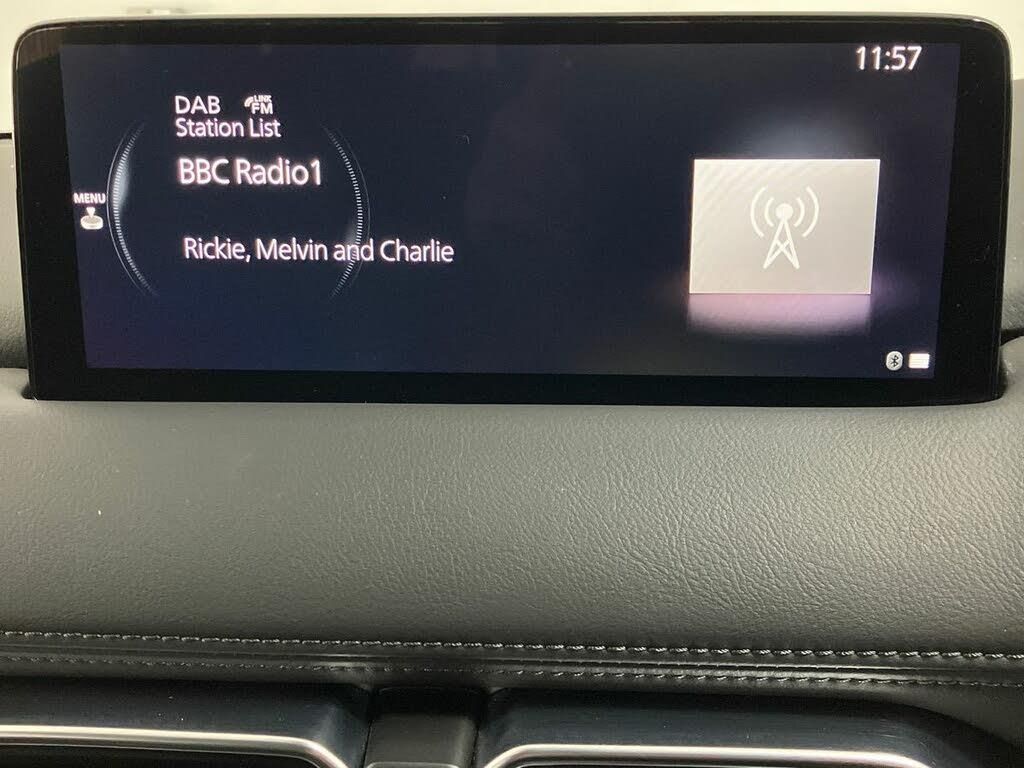 11:57
DAB LINK FM
Station List
BBC Radio1
MENU
Rickie, Melvin and Charlie